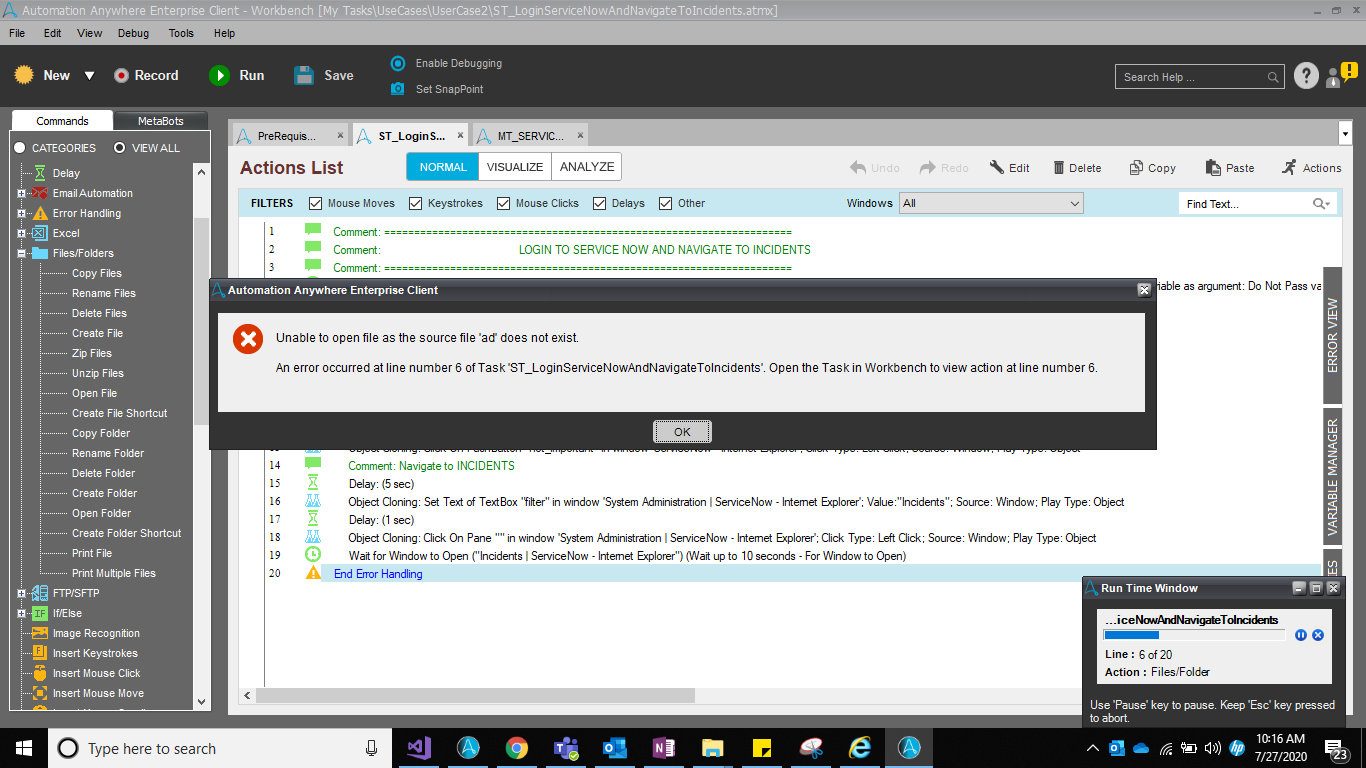 Automation Anywhere Enterprise Client - Workbench [My Tasks\UseCases\UserCase2\ST_LoginServiceNowAndNavigateToIncidents.atmx]
File Edit View Debug Tools Help
New Record Run Save
Enable Debugging
Set SnapPoint
Search Help ...
Commands MetaBots
CATEGORIES VIEW ALL
Delay
Email Automation
Error Handling
Excel
Files/Folders
Copy Files
Rename Files
Delete Files
Create File
Zip Files
Unzip Files
Open File
Create File Shortcut
Copy Folder
Rename Folder
Delete Folder
Create Folder
Open Folder
Create Folder Shortcut
Print File
Print Multiple Files
FTP/SFTP
If/Else
Image Recognition
Insert Keystrokes
Insert Mouse Click
Insert Mouse Move
PreRequis... ST_LoginS... MT_SERVIC...
Actions List NORMAL VISUALIZE ANALYZE Undo Redo Edit Delete Copy Paste Actions
FILTERS Mouse Moves Keystrokes Mouse Clicks Delays Other Windows All Find Text...
1 Comment: ====================================================================
2 Comment: LOGIN TO SERVICE NOW AND NAVIGATE TO INCIDENTS
3 Comment: ====================================================================
riable as argument: Do Not Pass va
Automation Anywhere Enterprise Client
Unable to open file as the source file 'ad' does not exist.
An error occurred at line number 6 of Task 'ST_LoginServiceNowAndNavigateToIncidents'. Open the Task in Workbench to view action at line number 6.
OK
14 Comment: Navigate to INCIDENTS
15 Delay: (5 sec)
16 Object Cloning: Set Text of TextBox "filter" in window 'System Administration | ServiceNow - Internet Explorer'; Value:"Incidents"; Source: Window; Play Type: Object
17 Delay: (1 sec)
18 Object Cloning: Click On Pane "" in window 'System Administration | ServiceNow - Internet Explorer'; Click Type: Left Click; Source: Window; Play Type: Object
19 Wait for Window to Open ("Incidents | ServiceNow - Internet Explorer") (Wait up to 10 seconds - For Window to Open)
20 End Error Handling
ERROR VIEW
VARIABLE MANAGER
Run Time Window
...iceNowAndNavigateToIncidents
Line : 6 of 20
Action : Files/Folder
Use 'Pause' key to pause. Keep 'Esc' key pressed
to abort.
Type here to search
10:16 AM
7/27/2020
23